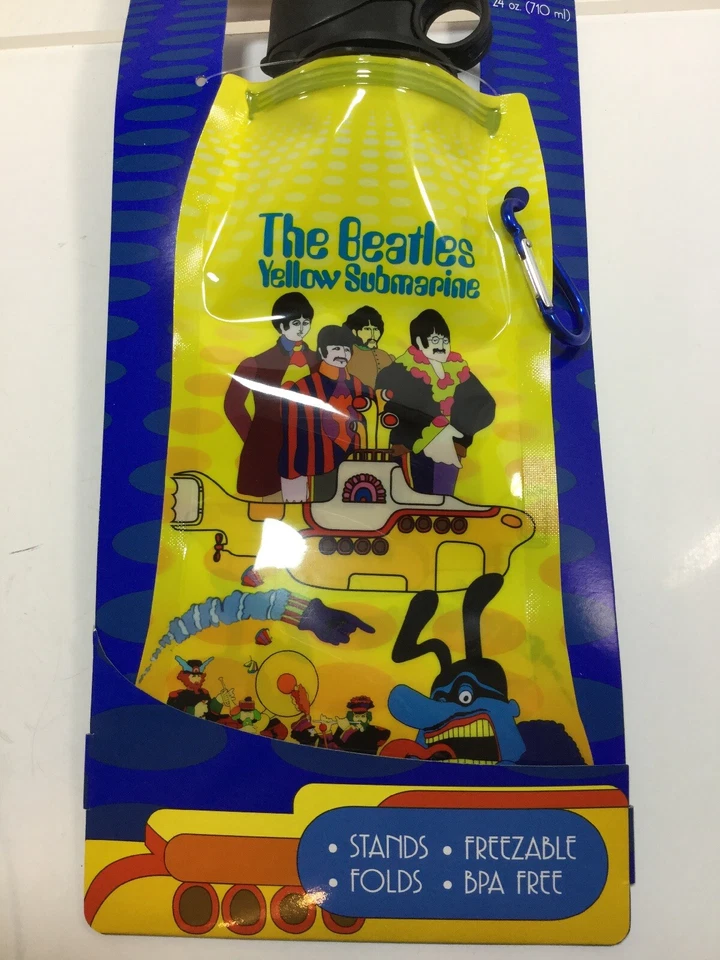 24 oz. (710 ml)
The Beatles
Yellow Submarine
• STANDS • FREEZABLE
• FOLDS • BPA FREE